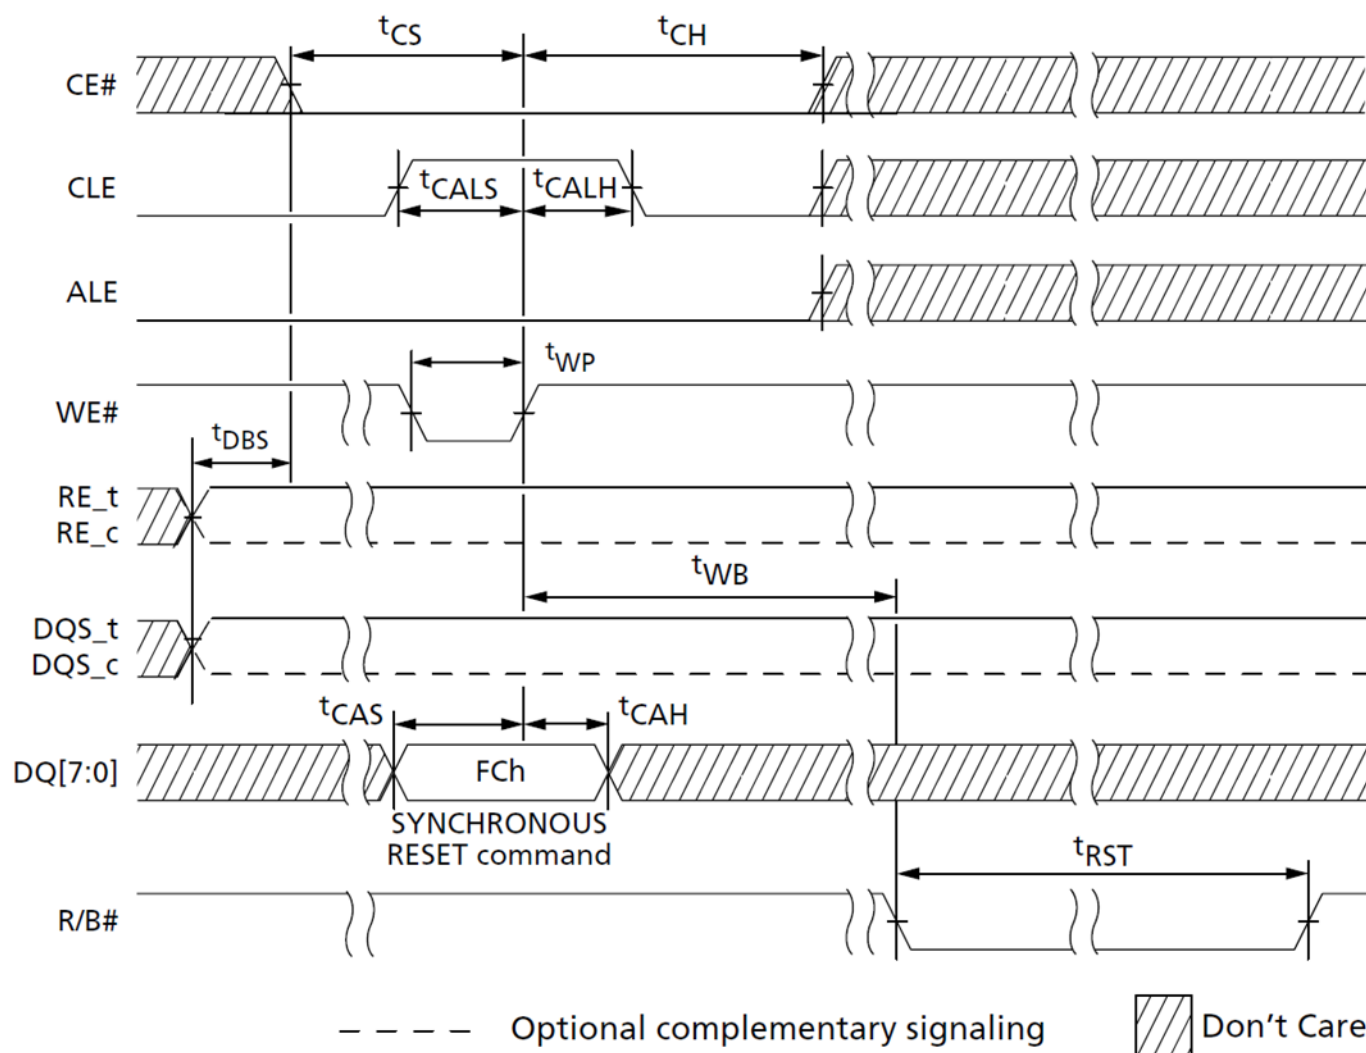 tCS
tCH
CE#
CLE
tCALS
tCALH
ALE
tWP
WE#
tDBS
RE_t
RE_c
tWB
DQS_t
DQS_c
tCAS
tCAH
DQ[7:0]
FCh
SYNCHRONOUS
RESET command
tRST
R/B#
Optional complementary signaling
Don't Care